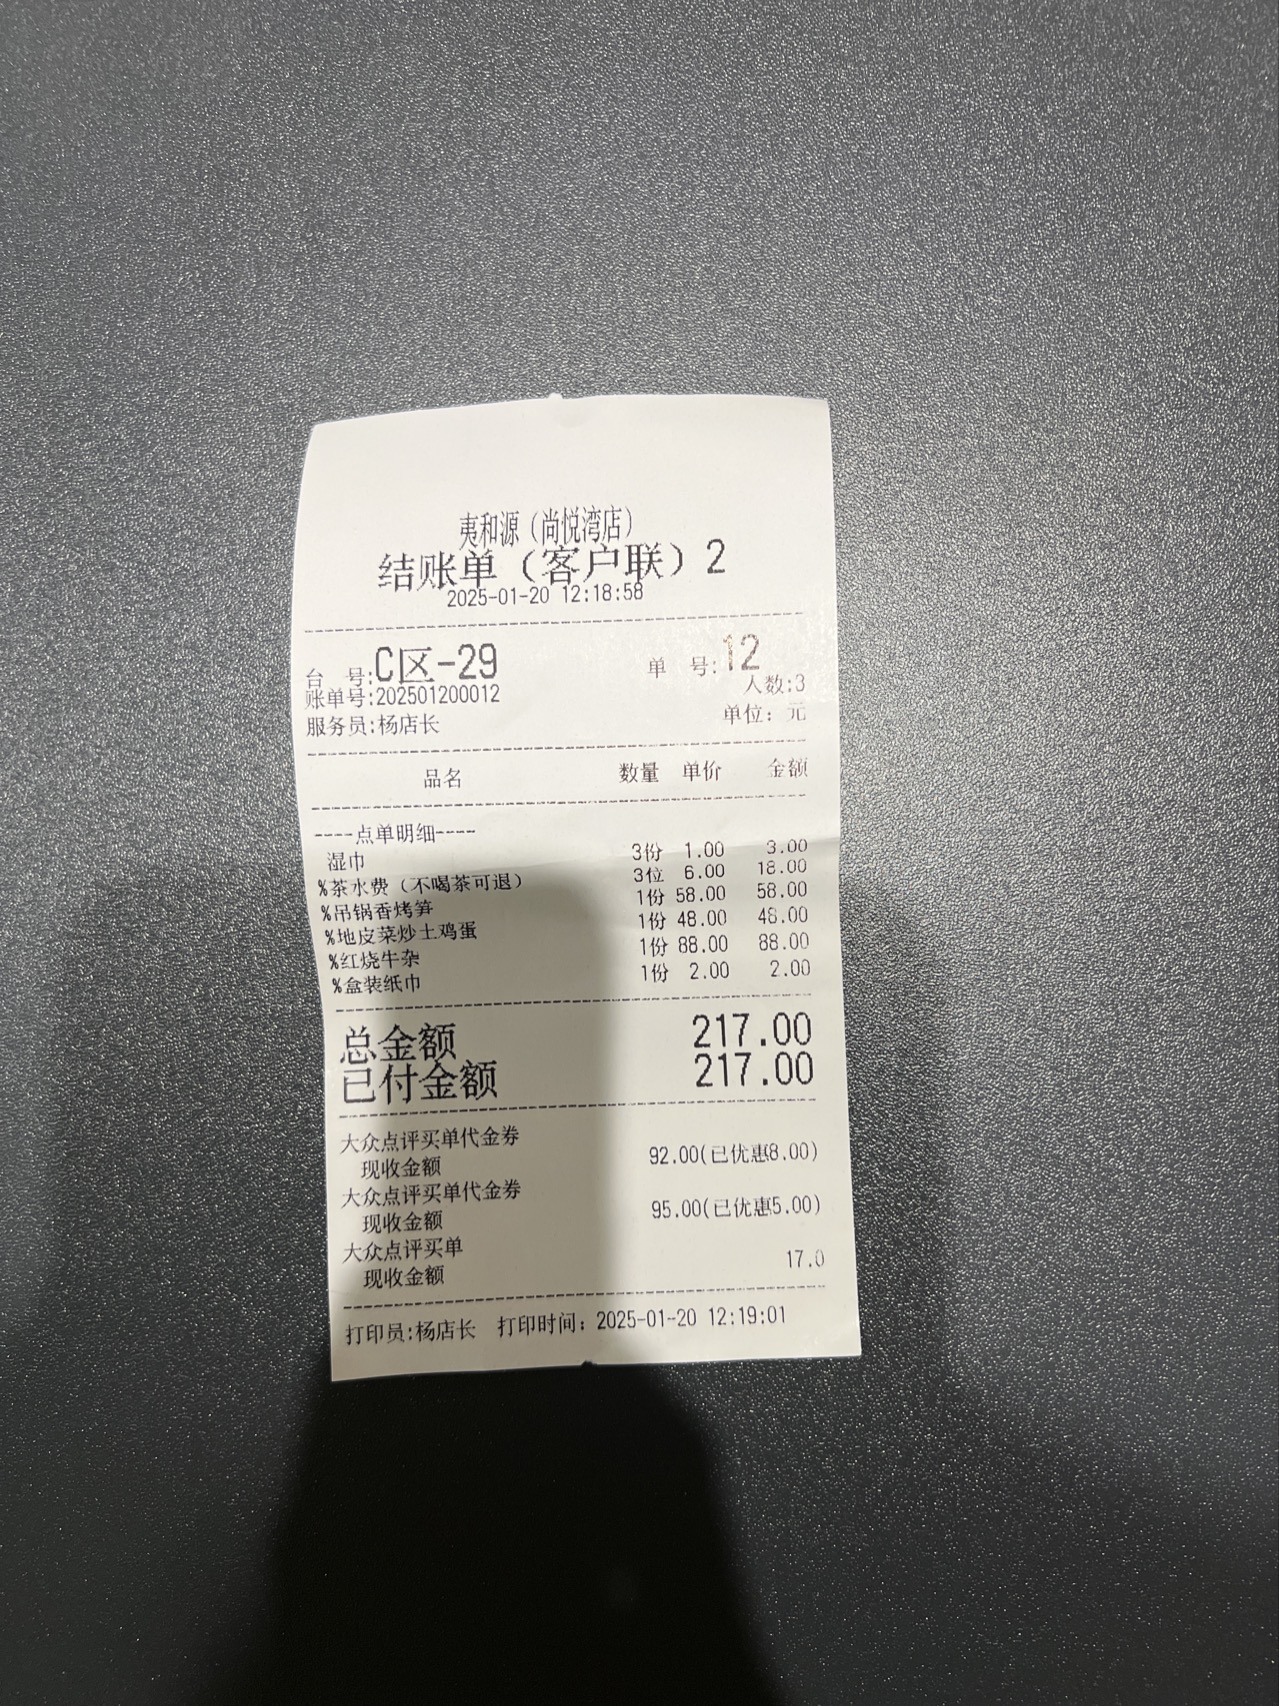 夷和源（尚悦湾店）
结账单（客户联）2
2025-01-20 12:18:58
台 号:C区-29 单 号:12
账单号:202501200012 人数:3
服务员:杨店长 单位：元
品名 数量 单价 金额
----点单明细----
湿巾 3份 1.00 3.00
%茶水费（不喝茶可退） 3位 6.00 18.00
%吊锅香烤笋 1份 58.00 58.00
%地皮菜炒土鸡蛋 1份 48.00 48.00
%红烧牛杂 1份 88.00 88.00
%盒装纸巾 1份 2.00 2.00
总金额 217.00
已付金额 217.00
大众点评买单代金券
现收金额 92.00(已优惠8.00)
大众点评买单代金券
现收金额 95.00(已优惠5.00)
大众点评买单
现收金额 17.0
打印员:杨店长 打印时间：2025-01-20 12:19:01